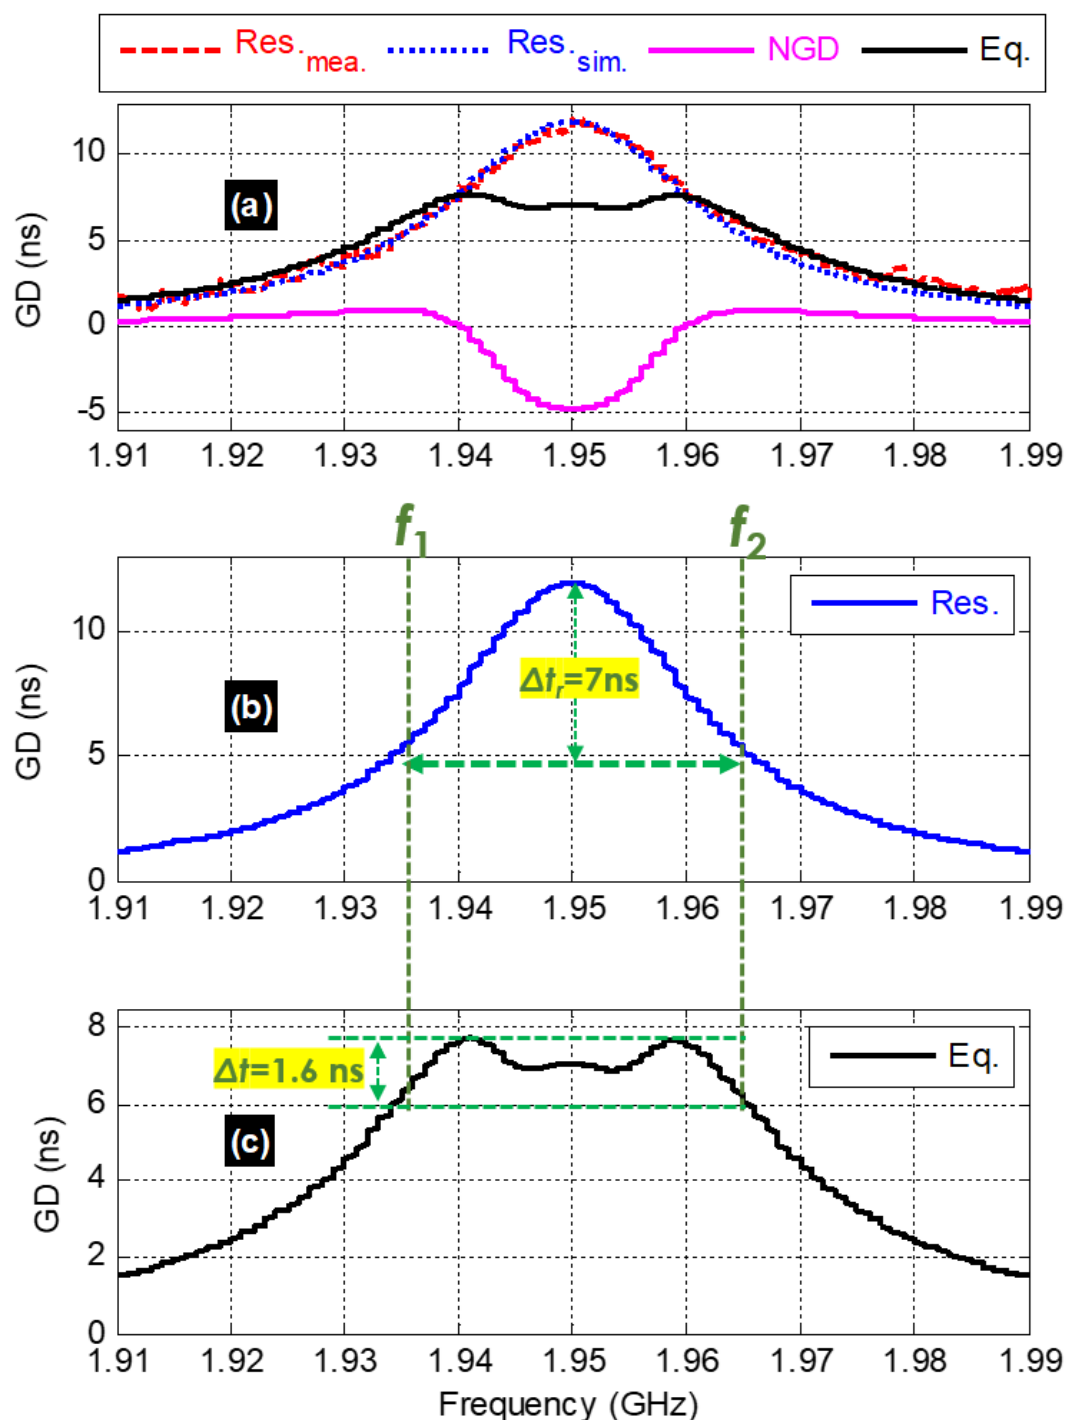 Res.mea. Res.sim. NGD Eq.
10
5
0
-5
GD (ns)
(a)
1.91 1.92 1.93 1.94 1.95 1.96 1.97 1.98 1.99
f1 f2
Res.
10
5
0
GD (ns)
Δtr=7ns
(b)
1.91 1.92 1.93 1.94 1.95 1.96 1.97 1.98 1.99
8
6
4
2
0
GD (ns)
Eq.
Δt=1.6 ns
(c)
1.91 1.92 1.93 1.94 1.95 1.96 1.97 1.98 1.99
Frequency (GHz)